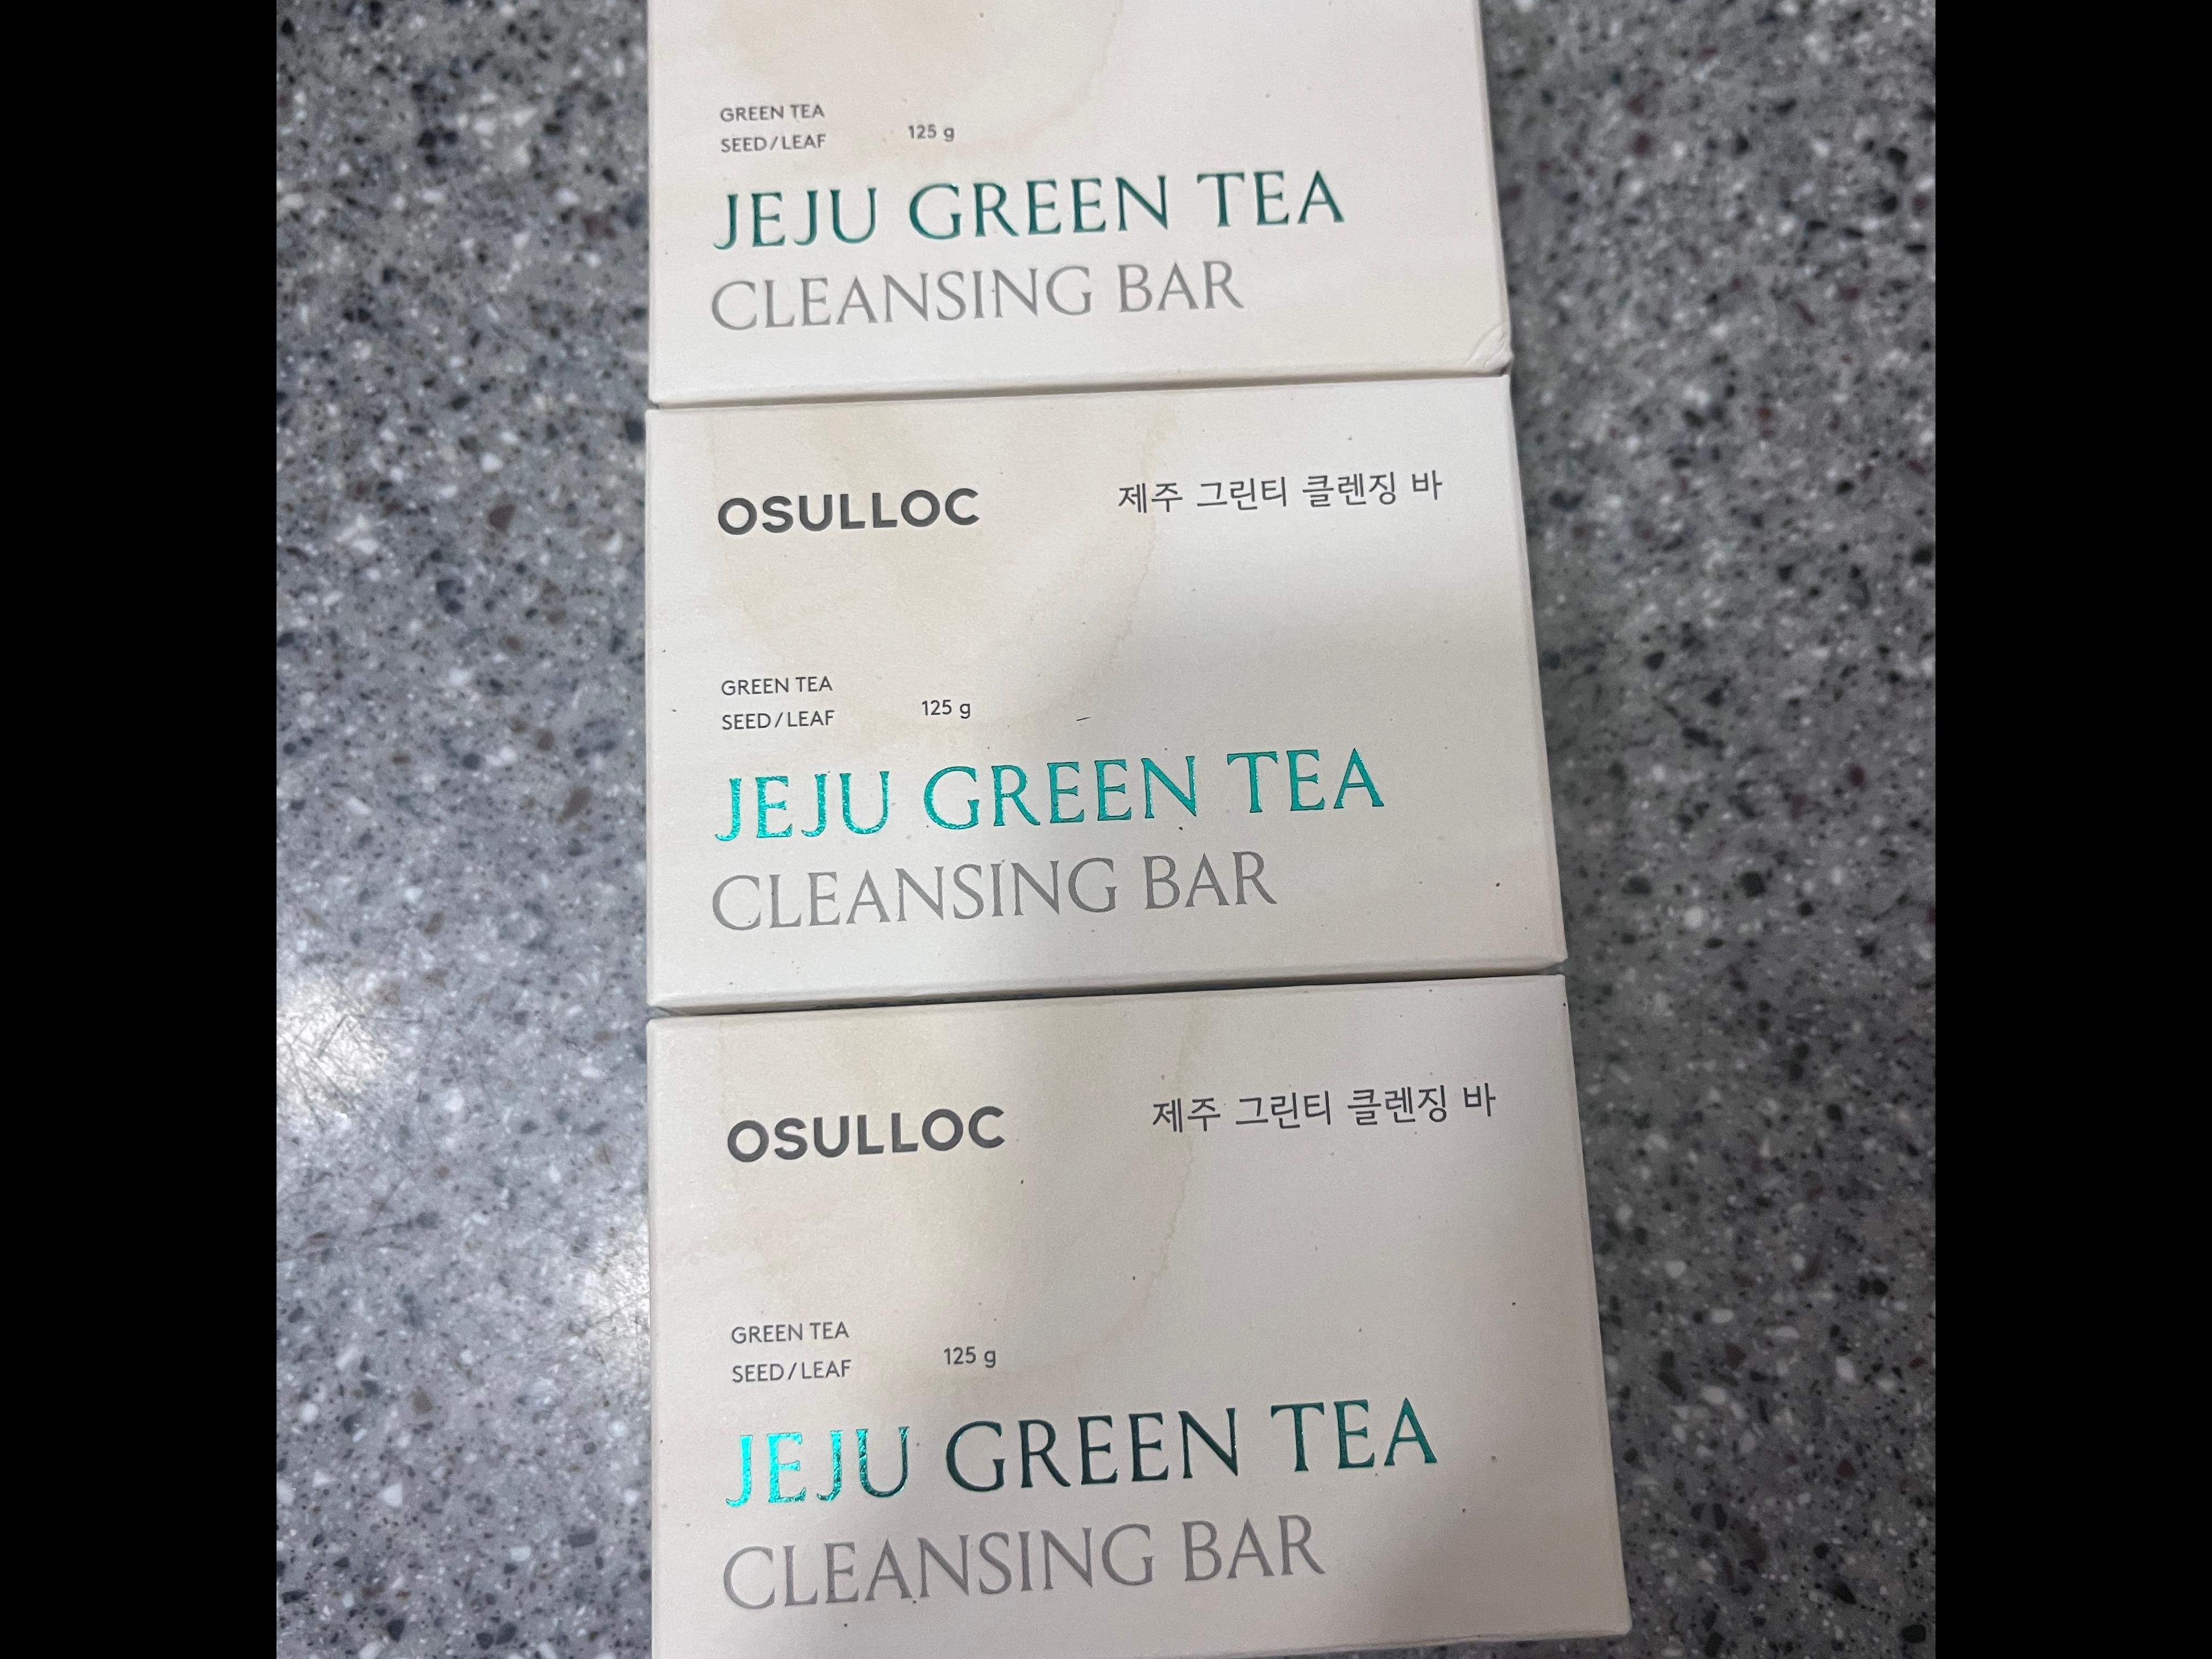 GREEN TEA
SEED/LEAF
125 g
JEJU GREEN TEA
CLEANSING BAR
OSULLOC
제주 그린티 클렌징 바
GREEN TEA
SEED/LEAF
125 g
JEJU GREEN TEA
CLEANSING BAR
OSULLOC
제주 그린티 클렌징 바
GREEN TEA
SEED/LEAF
125 g
JEJU GREEN TEA
CLEANSING BAR